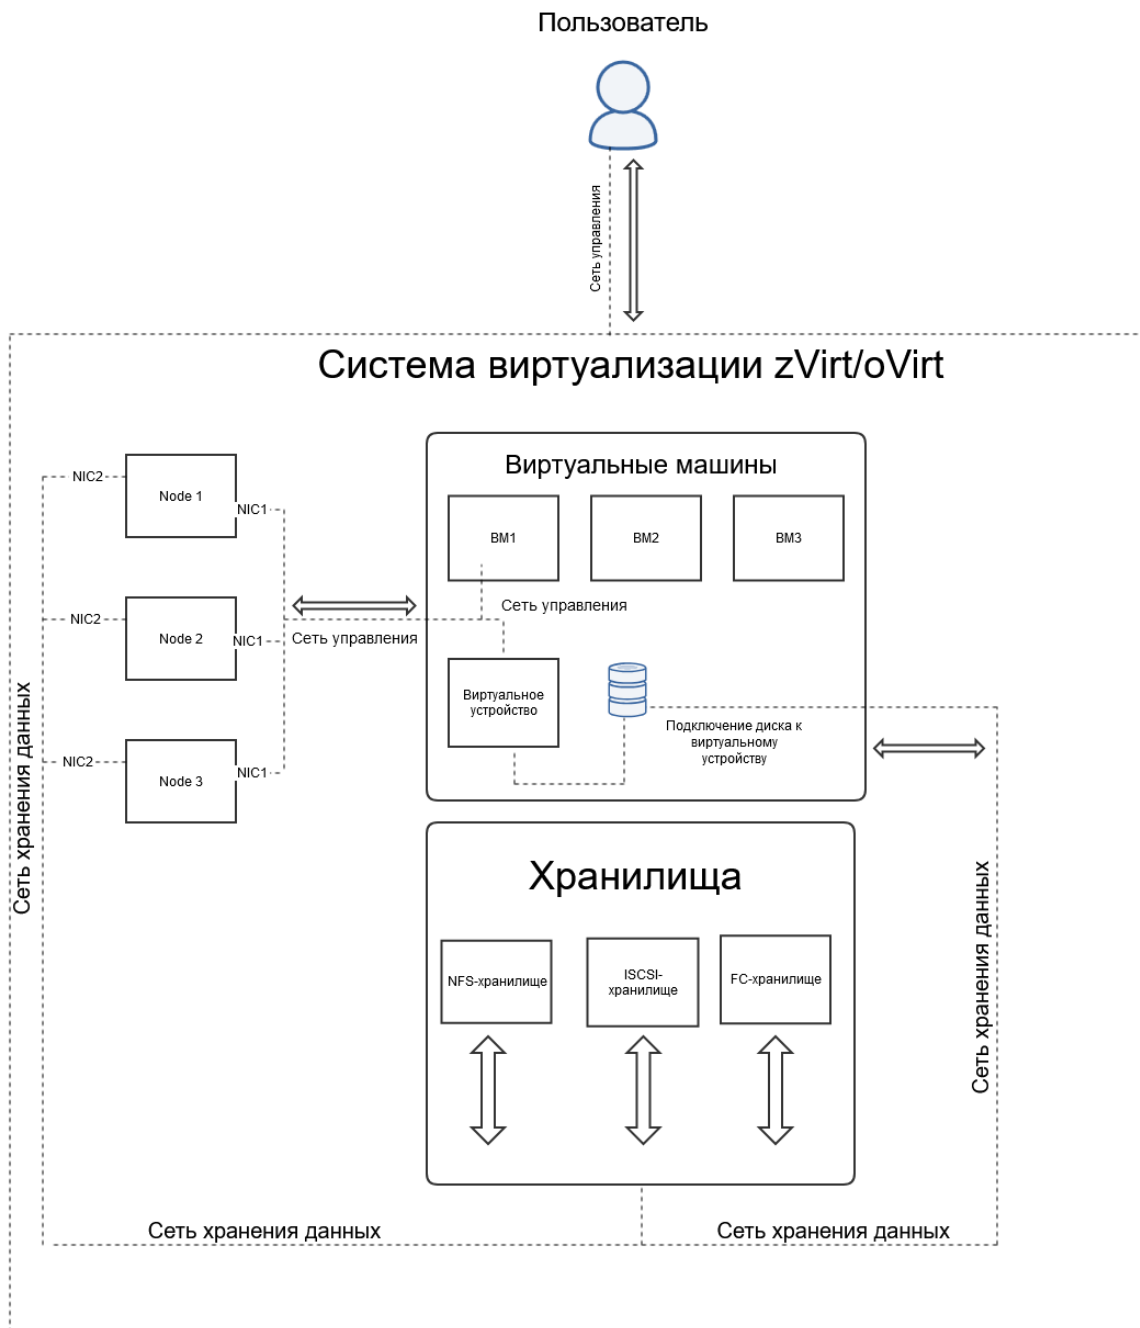 Пользователь
Сеть управления
Система виртуализации zVirt/oVirt
NIC2
Node 1
NIC1
NIC2
Node 2
NIC1
NIC2
Node 3
NIC1
Сеть управления
Сеть хранения данных
Виртуальные машины
ВМ1
ВМ2
ВМ3
Сеть управления
Виртуальное
устройство
Подключение диска к
виртуальному
устройству
Хранилища
NFS-хранилище
ISCSI-
хранилище
FC-хранилище
Сеть хранения данных
Сеть хранения данных
Сеть хранения данных